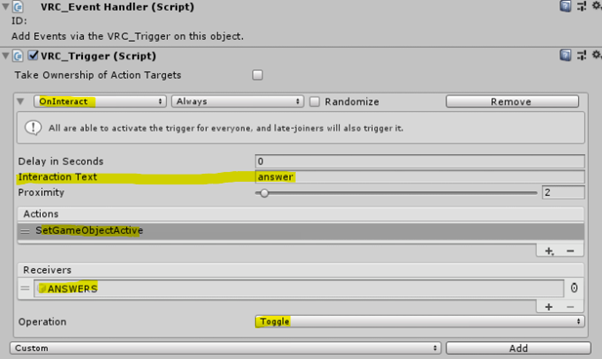 VRC_Event Handler (Script)
ID:
Add Events via the VRC_Trigger on this object.
VRC_Trigger (Script)
Take Ownership of Action Targets
OnInteract Always Randomize Remove
All are able to activate the trigger for everyone, and late-joiners will also trigger it.
Delay in Seconds 0
Interaction Text answer
Proximity 2
Actions
SetGameObjectActive
Receivers
ANSWERS
Operation Toggle
Custom Add